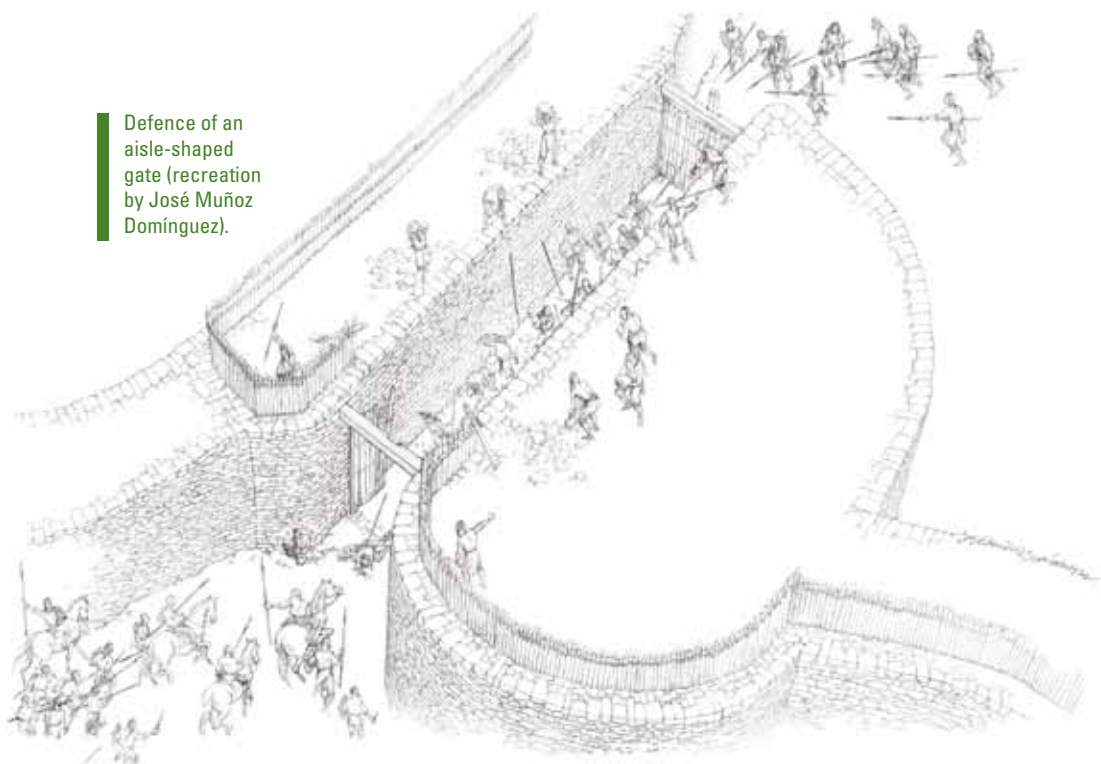 Defence of an
aisle-shaped
gate (recreation
by José Muñoz
Domínguez).